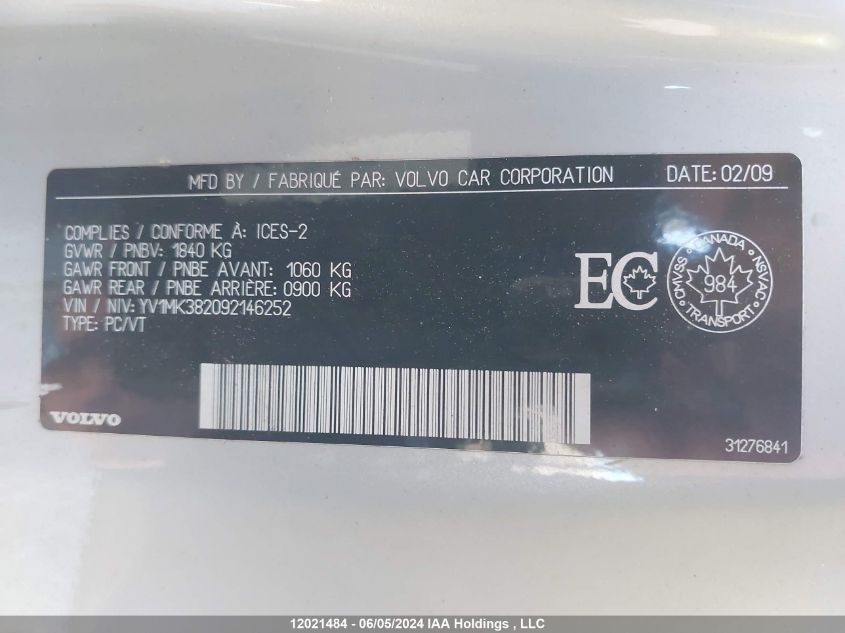 MFD BY / FABRIQUÉ PAR: VOLVO CAR CORPORATION DATE: 02/09
COMPLIES / CONFORME À: ICES-2
GVWR / PNBV: 1840 KG
GAWR FRONT / PNBE AVANT: 1060 KG
GAWR REAR / PNBE ARRIÈRE: 0900 KG
VIN / NIV: YV1MK382092146252
TYPE: PC/VT
EC
CANADA
CMVSS 984 NSVAC
TRANSPORT
VOLVO
31276841
12021484 - 06/05/2024 IAA Holdings , LLC